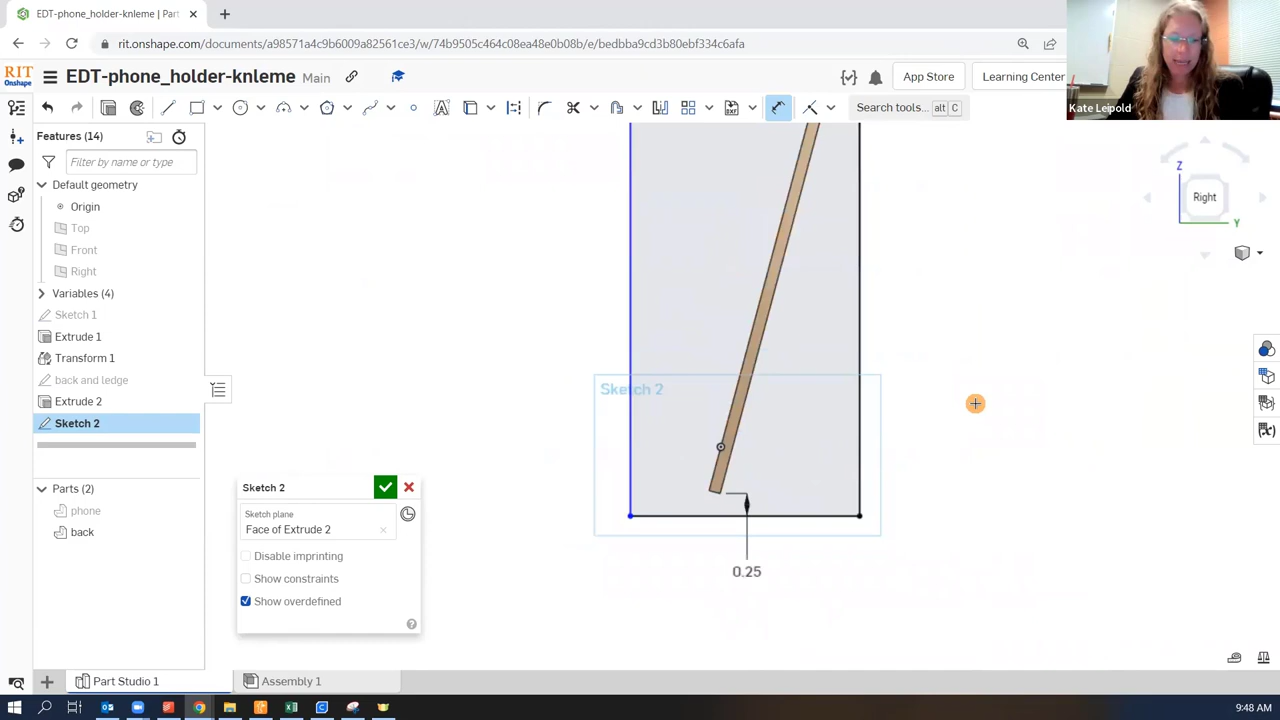 EDT-phone_holder-knleme | Part
rit.onshape.com/documents/a98571a4c9b6009a82561ce3/w/74b9505c464c08ea48e0b08b/e/bedbba9cd3b80ebf334cfata
RIT
Onshape
EDT-phone_holder-knleme Main
App Store
Learning Center
Kate Leipold
Search tools... alt C
Features (14)
Filter by name or type
Default geometry
Origin
Top
Front
Right
Variables (4)
Sketch 1
Extrude 1
Transform 1
back and ledge
Extrude 2
Sketch 2
Parts (2)
phone
back
Sketch 2
Sketch plane
Face of Extrude 2
Disable imprinting
Show constraints
Show overdefined
Sketch 2
0.25
Z
Right
Y
(x)
Part Studio 1
Assembly 1
9:48 AM